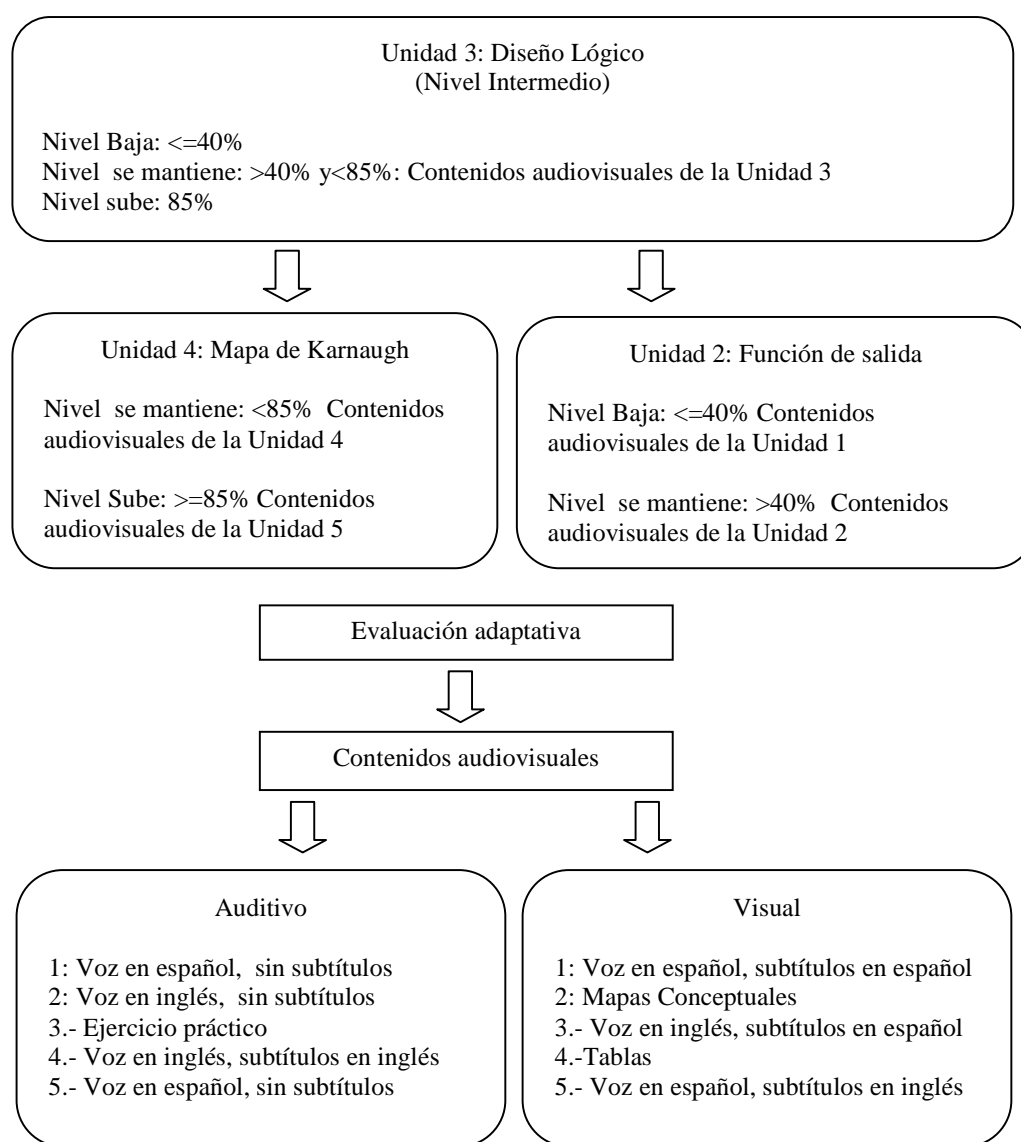 Unidad 3: Diseño Lógico
(Nivel Intermedio)
Nivel Baja: <=40%
Nivel se mantiene: >40% y<85%: Contenidos audiovisuales de la Unidad 3
Nivel sube: 85%
Unidad 4: Mapa de Karnaugh
Nivel se mantiene: <85% Contenidos
audiovisuales de la Unidad 4
Nivel Sube: >=85% Contenidos
audiovisuales de la Unidad 5
Unidad 2: Función de salida
Nivel Baja: <=40% Contenidos
audiovisuales de la Unidad 1
Nivel se mantiene: >40% Contenidos
audiovisuales de la Unidad 2
Evaluación adaptativa
Contenidos audiovisuales
Auditivo
1: Voz en español, sin subtítulos
2: Voz en inglés, sin subtítulos
3.- Ejercicio práctico
4.- Voz en inglés, subtítulos en inglés
5.- Voz en español, sin subtítulos
Visual
1: Voz en español, subtítulos en español
2: Mapas Conceptuales
3.- Voz en inglés, subtítulos en español
4.-Tablas
5.- Voz en español, subtítulos en inglés